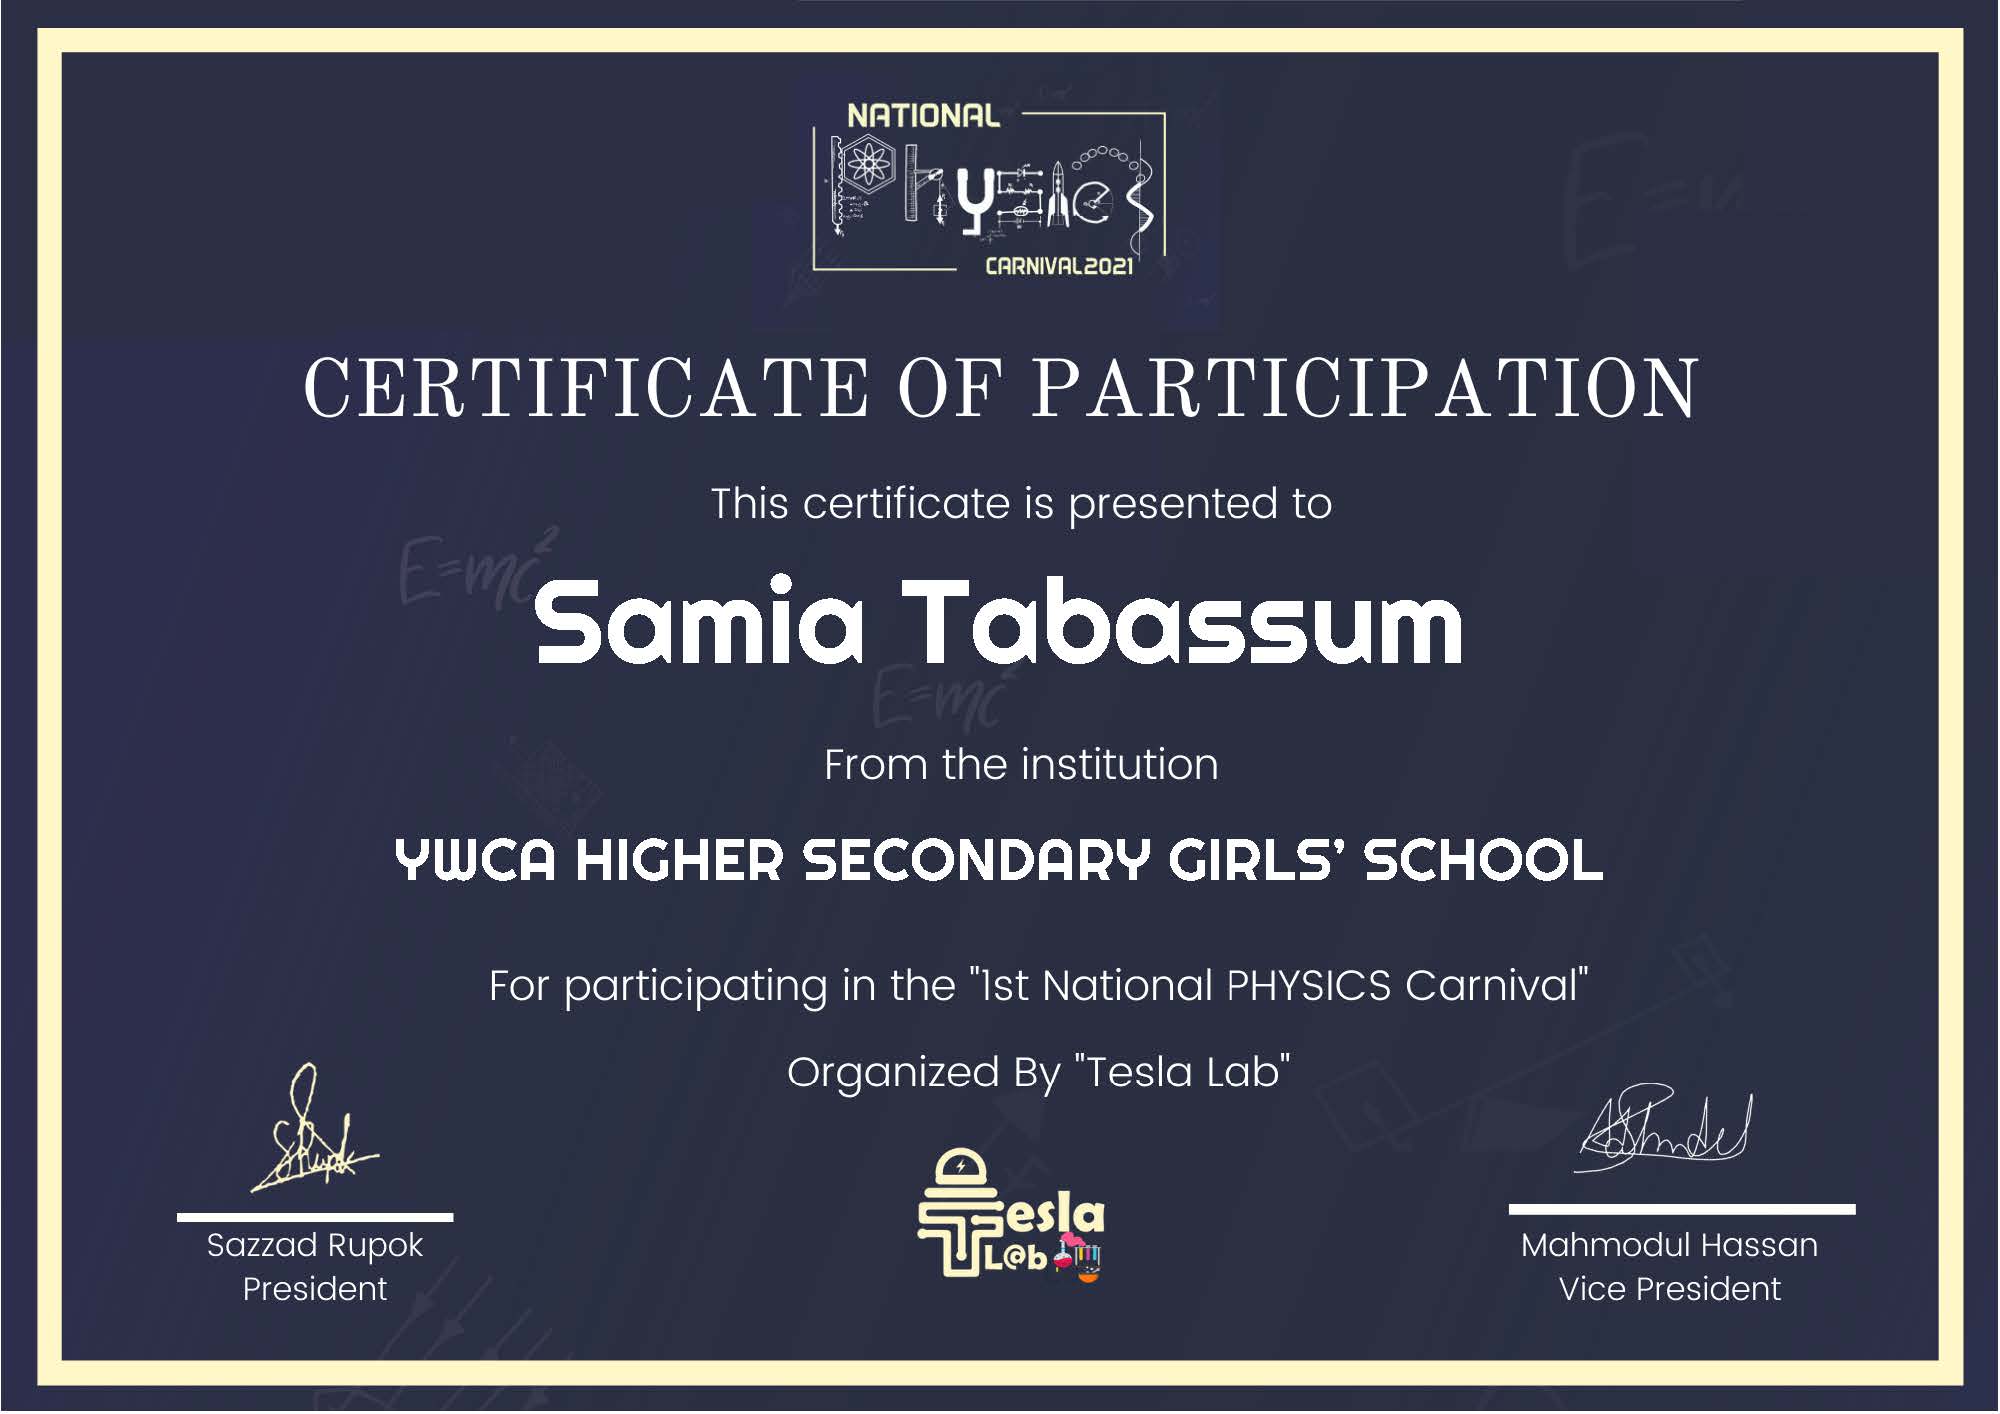 NATIONAL
Physics
CARNIVAL2021
CERTIFICATE OF PARTICIPATION
This certificate is presented to
E=mc²
Samia Tabassum
E=mc²
From the institution
YWCA HIGHER SECONDARY GIRLS’ SCHOOL
For participating in the "1st National PHYSICS Carnival"
Organized By "Tesla Lab"
Tesla
L@b
Sazzad Rupok
President
Mahmodul Hassan
Vice President